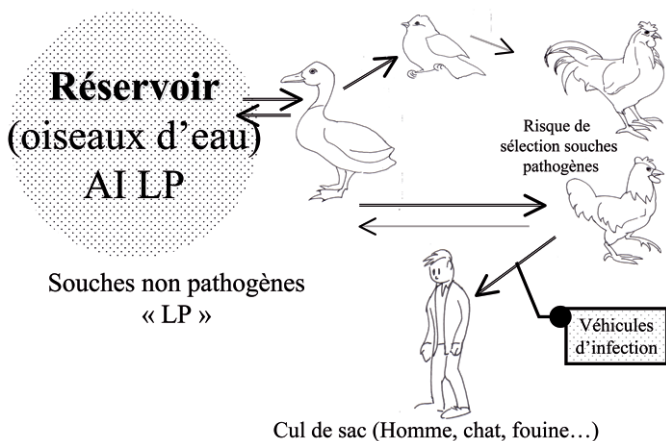 Réservoir
(oiseaux d’eau)
AI LP
Risque de
sélection souches
pathogènes
Souches non pathogènes
« LP »
Véhicules
d’infection
Cul de sac (Homme, chat, fouine…)